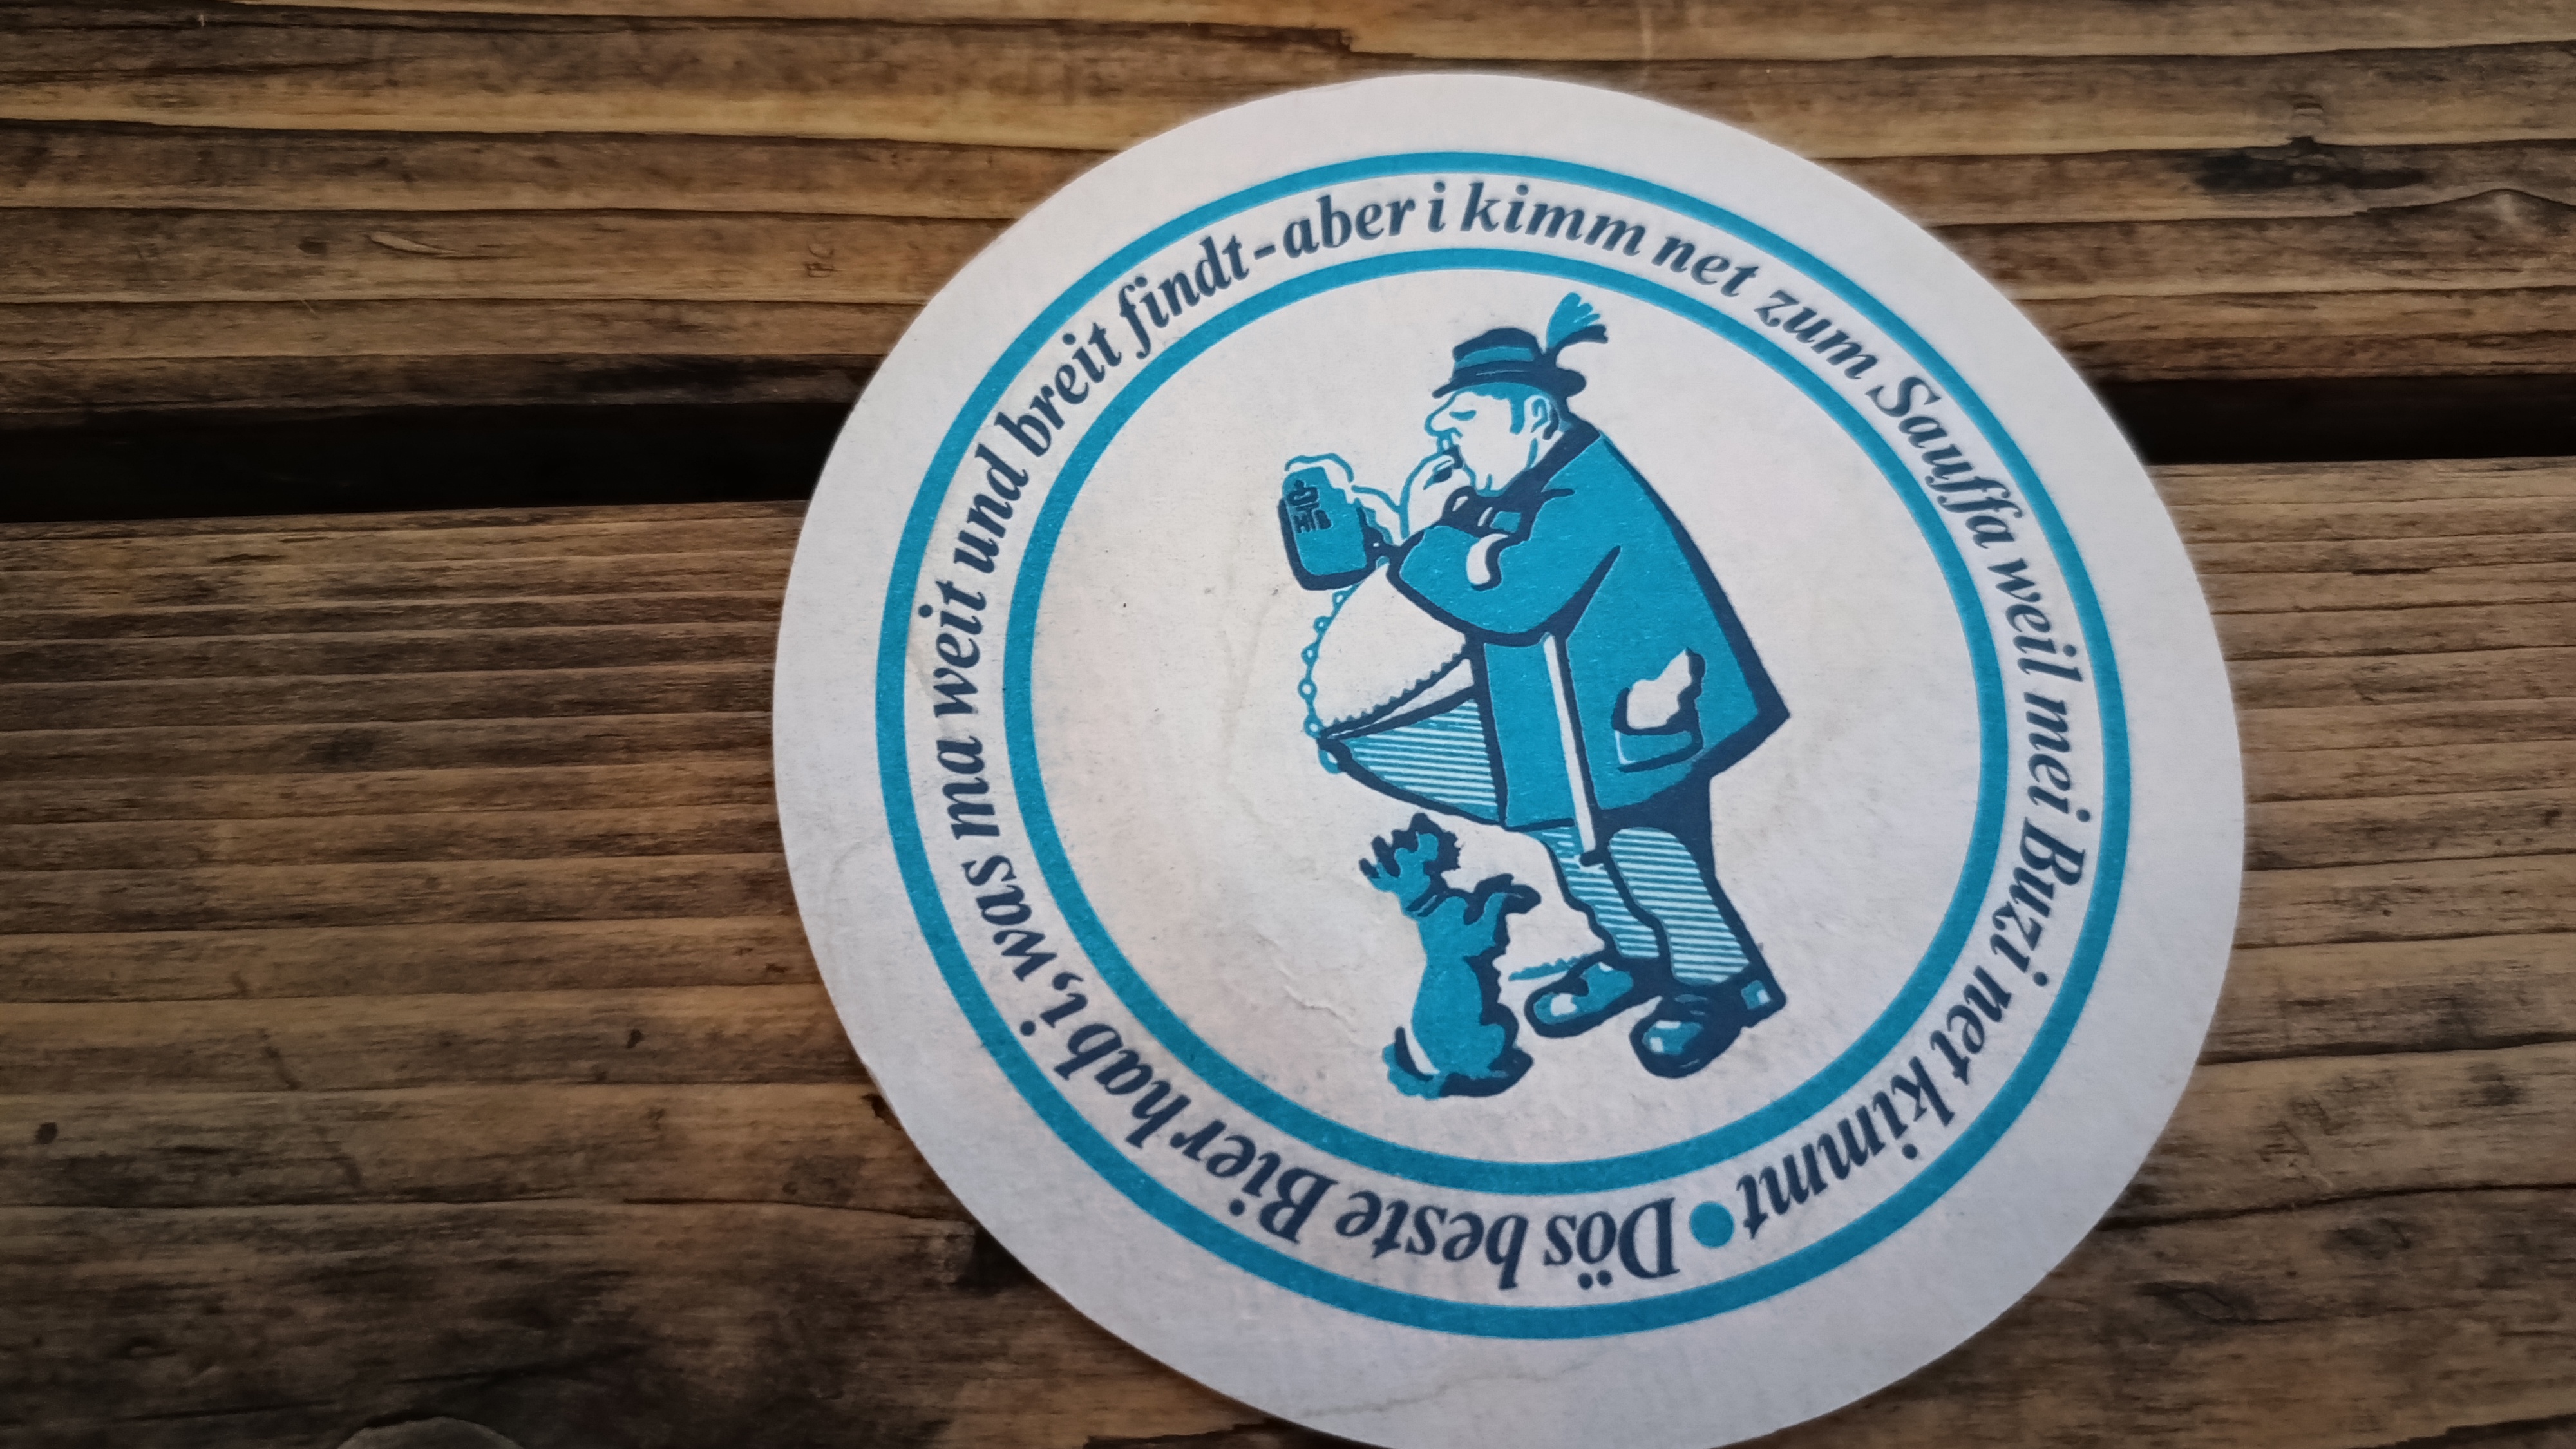 Dös beste Bier hab i, was ma weit und breit findt-aber i kimm net zum Sauffa weil mei Buzi net kimmt •
HB